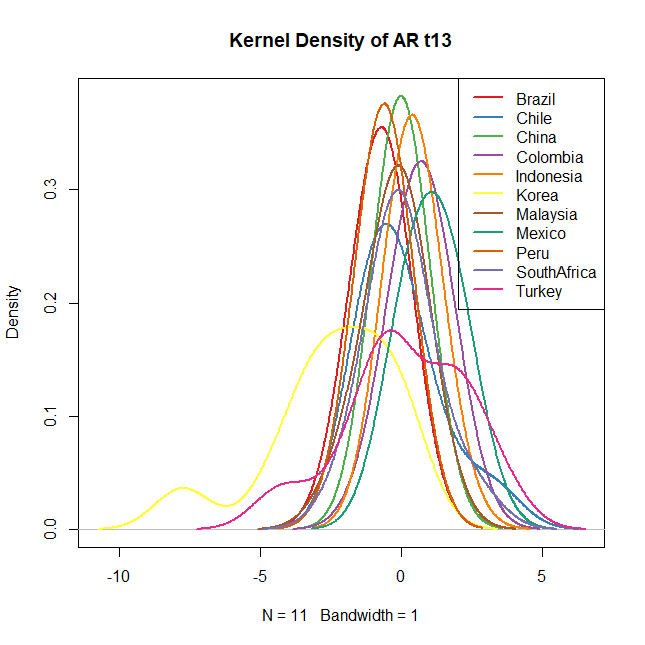 Kernel Density of AR t13
Brazil
Chile
China
Colombia
Indonesia
Korea
Malaysia
Mexico
Peru
SouthAfrica
Turkey
Density
0.3
0.2
0.1
0.0
-10 -5 0 5
N = 11 Bandwidth = 1